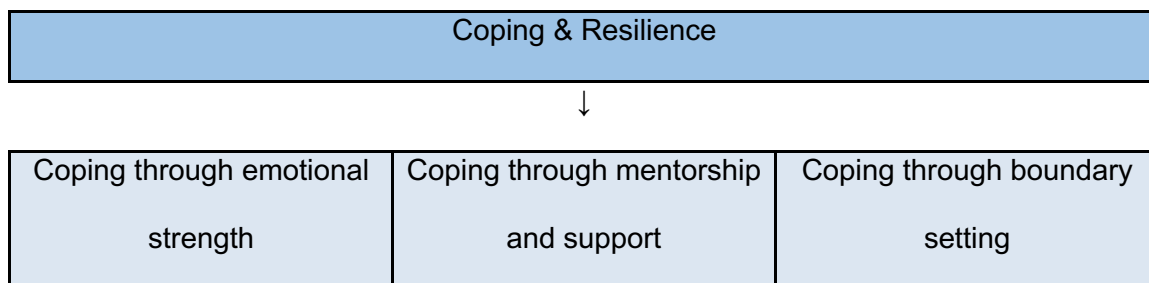 Coping & Resilience
↓
Coping through emotional
strength
Coping through mentorship
and support
Coping through boundary
setting